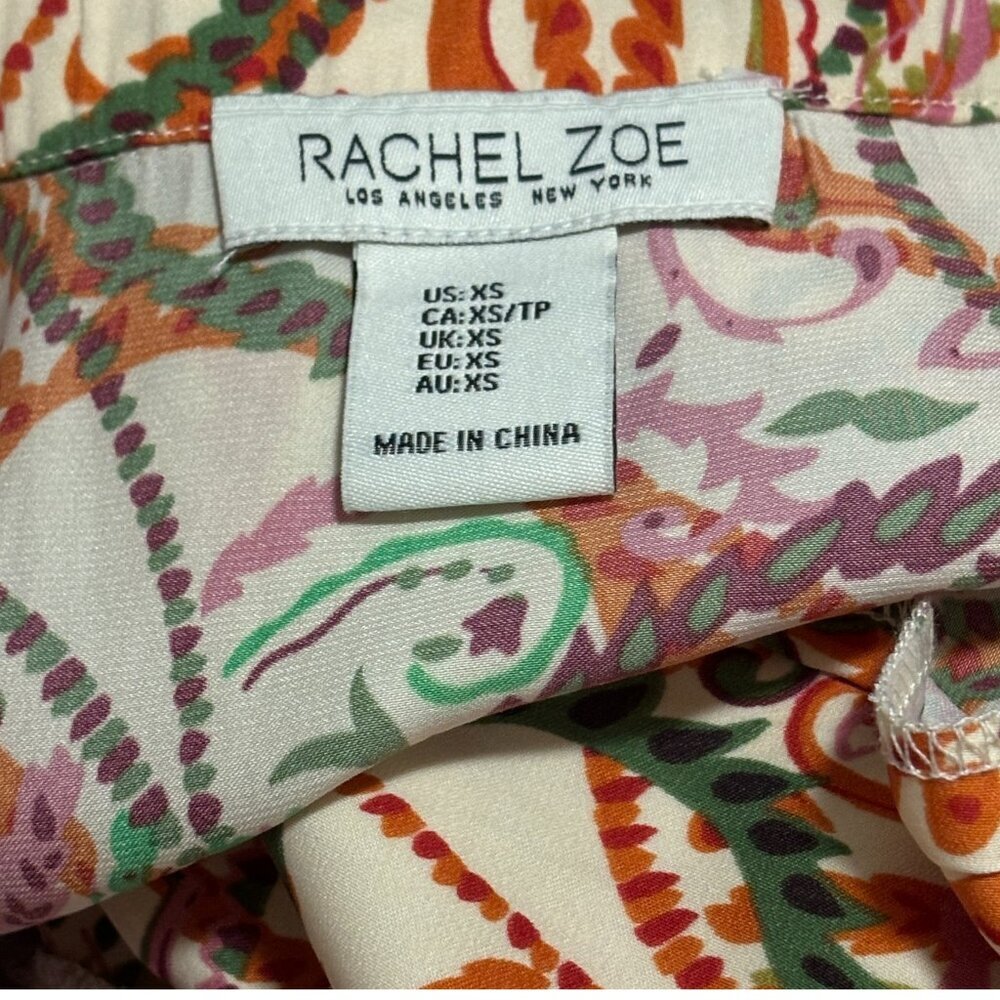 RACHEL ZOE
LOS ANGELES NEW YORK
US: XS
CA: XS/TP
UK: XS
EU: XS
AU: XS
MADE IN CHINA